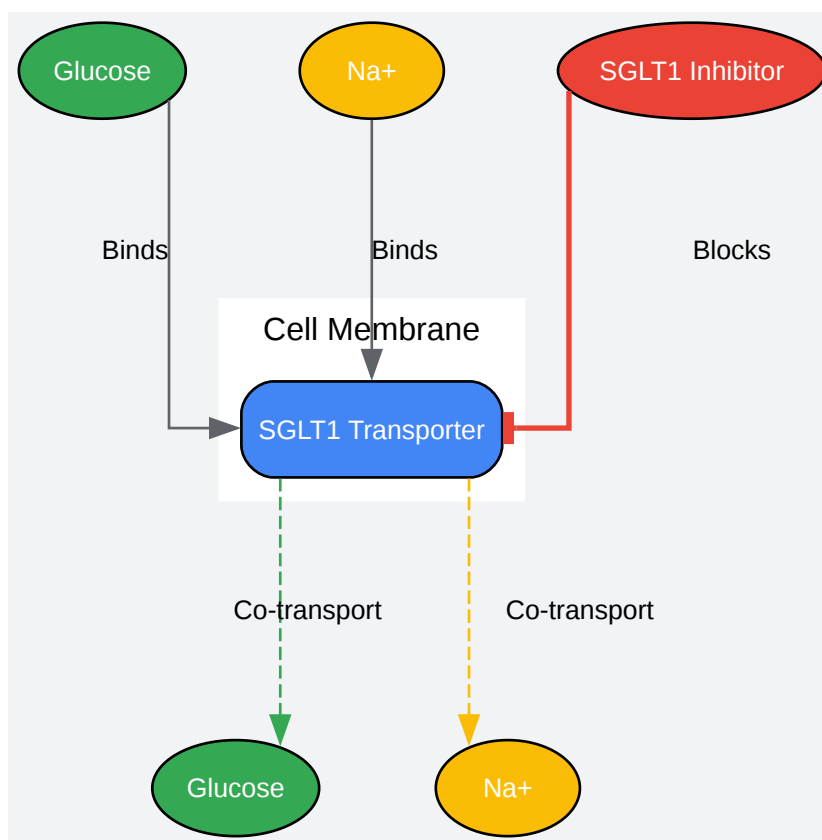 Glucose
Na+
SGLT1 Inhibitor
Binds
Binds
Blocks
Cell Membrane
SGLT1 Transporter
Co-transport
Co-transport
Glucose
Na+